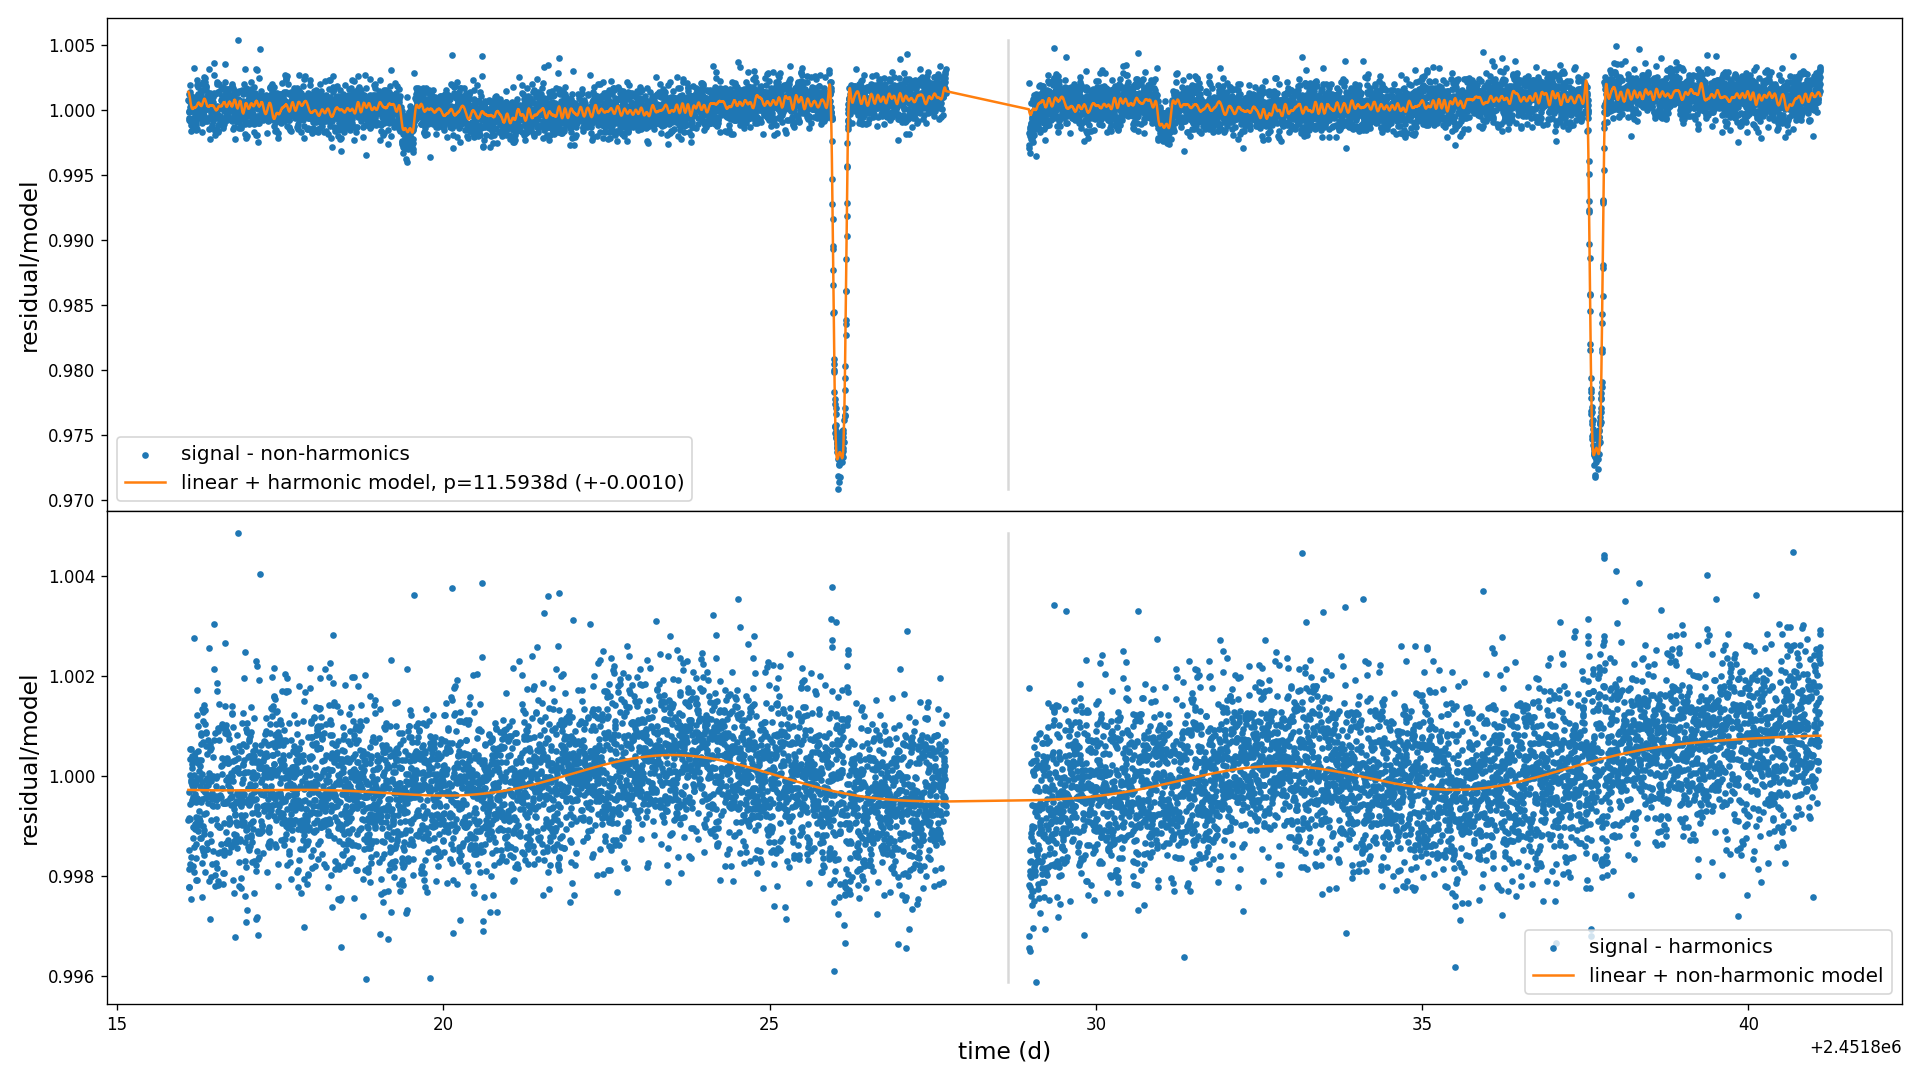 1.005
1.000
0.995
0.990
0.985
0.980
0.975
0.970
residual/model
signal - non-harmonics
linear + harmonic model, p=11.5938d (+-0.0010)
1.004
1.002
1.000
0.998
0.996
residual/model
signal - harmonics
linear + non-harmonic model
15
20
25
30
35
40
time (d)
+2.4518e6